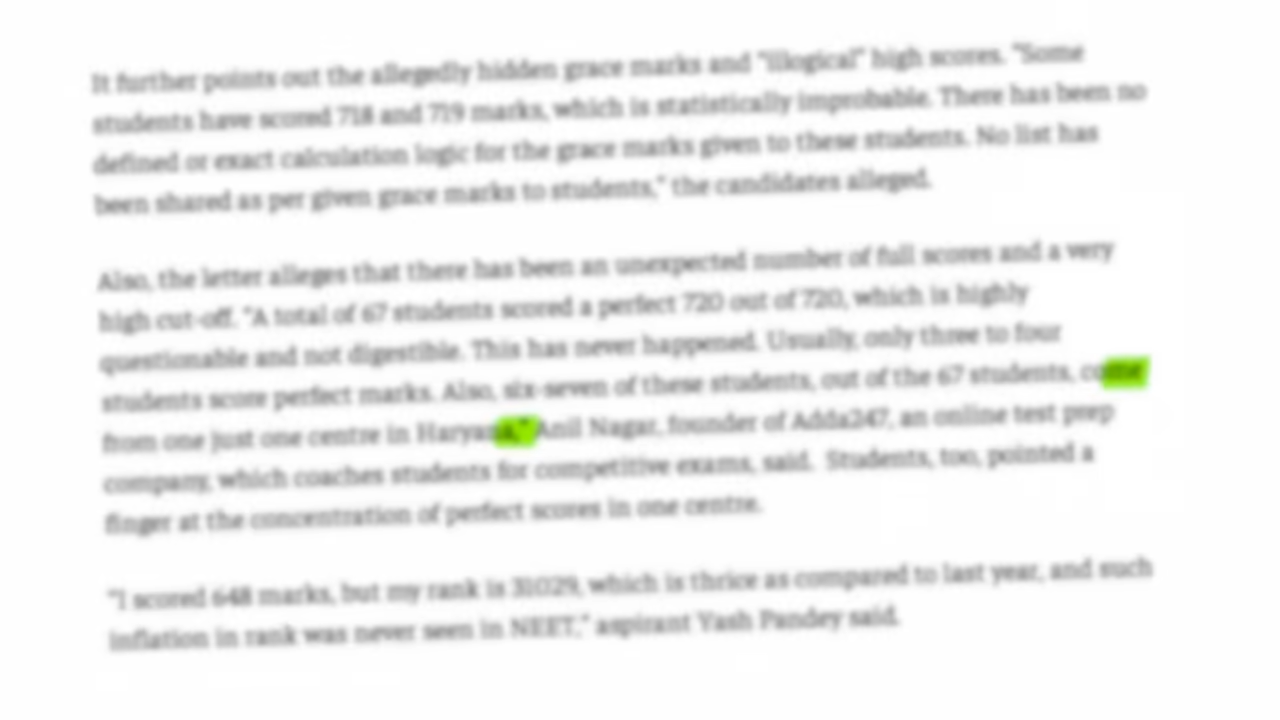 It further points out the allegedly hidden grace marks and "illogical" high scores. "Some
students have scored 718 and 719 marks, which is statistically improbable. There has been no
defined or exact calculation logic for the grace marks given to these students. No list has
been shared as per given grace marks to students," the candidates alleged.
Also, the letter alleges that there has been an unexpected number of full scores and a very
high cut-off. "A total of 67 students scored a perfect 720 out of 720, which is highly
questionable and not digestible. This has never happened. Usually, only three to four
students score perfect marks. Also, six-seven of these students, out of the 67 students, come
from one just one centre in Haryana," Anil Nagar, founder of Adda247, an online test prep
company, which coaches students for competitive exams, said. Students, too, pointed a
finger at the concentration of perfect scores in one centre.
"I scored 648 marks, but my rank is 31029, which is thrice as compared to last year, and such
inflation in rank was never seen in NEET," aspirant Yash Pandey said.